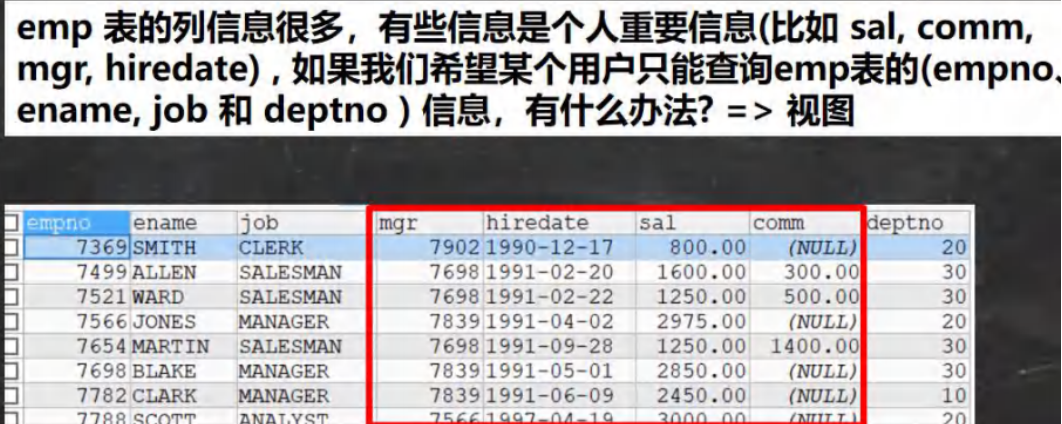 emp 表的列信息很多，有些信息是个人重要信息(比如 sal, comm,
mgr, hiredate) , 如果我们希望某个用户只能查询emp表的(empno、
ename, job 和 deptno ) 信息，有什么办法? => 视图
empno ename job mgr hiredate sal comm deptno
7369 SMITH CLERK 7902 1990-12-17 800.00 (NULL) 20
7499 ALLEN SALESMAN 7698 1991-02-20 1600.00 300.00 30
7521 WARD SALESMAN 7698 1991-02-22 1250.00 500.00 30
7566 JONES MANAGER 7839 1991-04-02 2975.00 (NULL) 20
7654 MARTIN SALESMAN 7698 1991-09-28 1250.00 1400.00 30
7698 BLAKE MANAGER 7839 1991-05-01 2850.00 (NULL) 30
7782 CLARK MANAGER 7839 1991-06-09 2450.00 (NULL) 10
7788 SCOTT ANALYST 7566 1997-04-19 3000.00 (NULL) 20